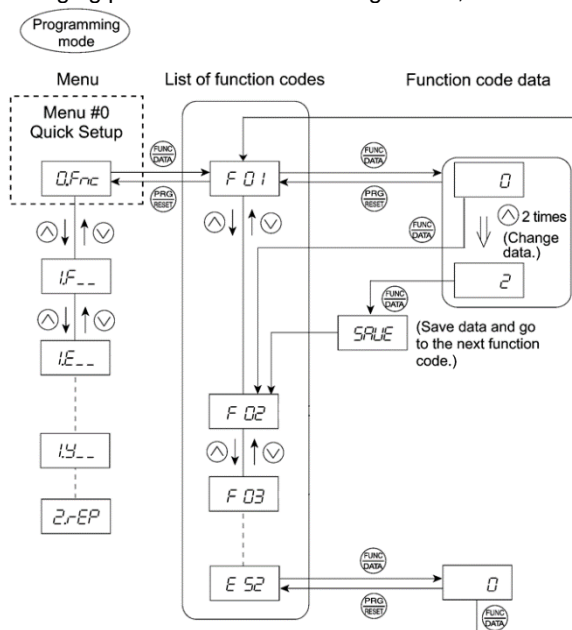 Programming
mode
Menu
List of function codes
Function code data
Menu #0
Quick Setup
FUNC
DATA
FUNC
DATA
0.Fnc
F 01
0
PRG
RESET
PRG
RESET
FUNC
DATA
2 times
(Change
data.)
1.F__
2
FUNC
DATA
SAVE
(Save data and go
to the next function
code.)
1.E__
F 02
1.y__
F 03
2.rEP
FUNC
DATA
E 52
0
PRG
RESET
FUNC
DATA